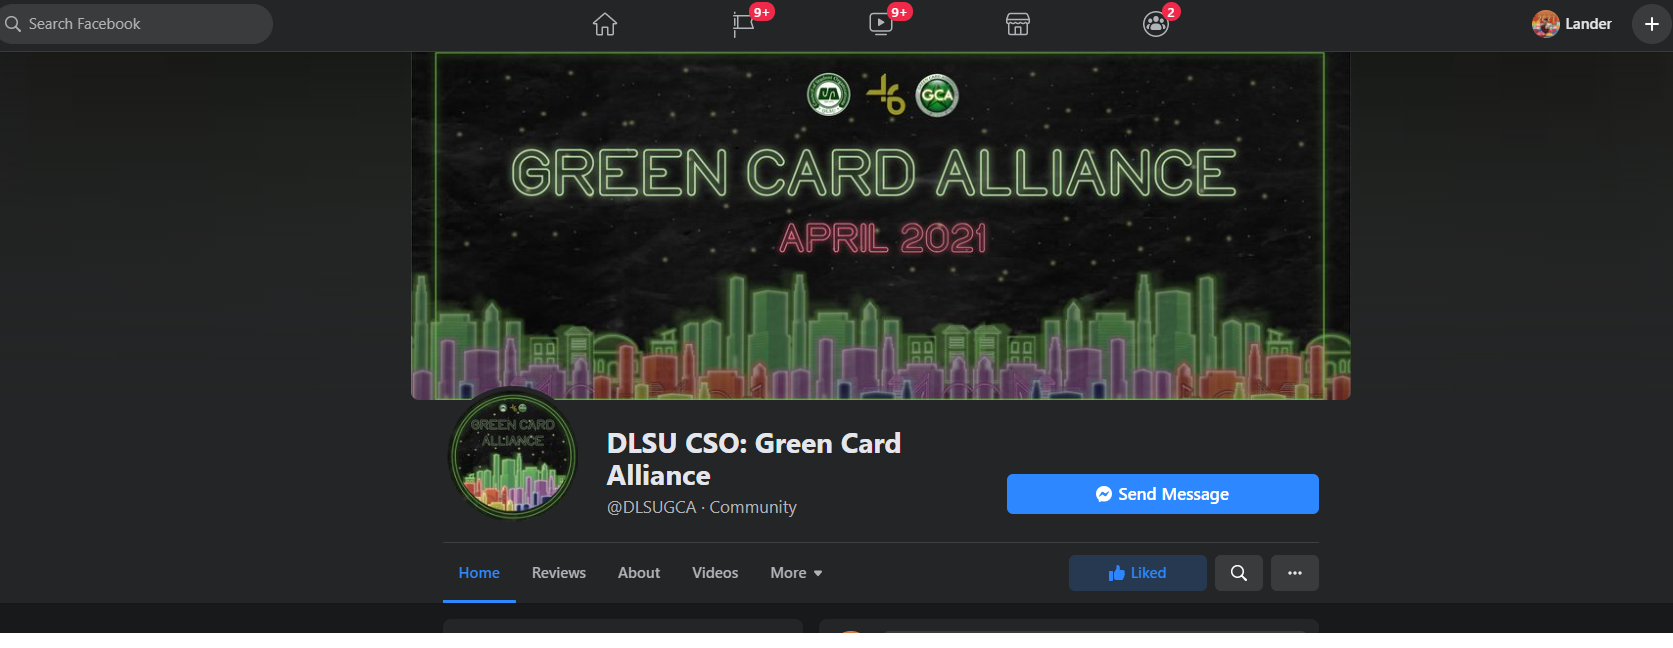 Search Facebook
9+
9+
2
Lander
GCA
GREEN CARD ALLIANCE
APRIL 2021
GREEN CARD
ALLIANCE
DLSU CSO: Green Card
Alliance
@DLSUGCA · Community
Send Message
Home
Reviews
About
Videos
More
Liked